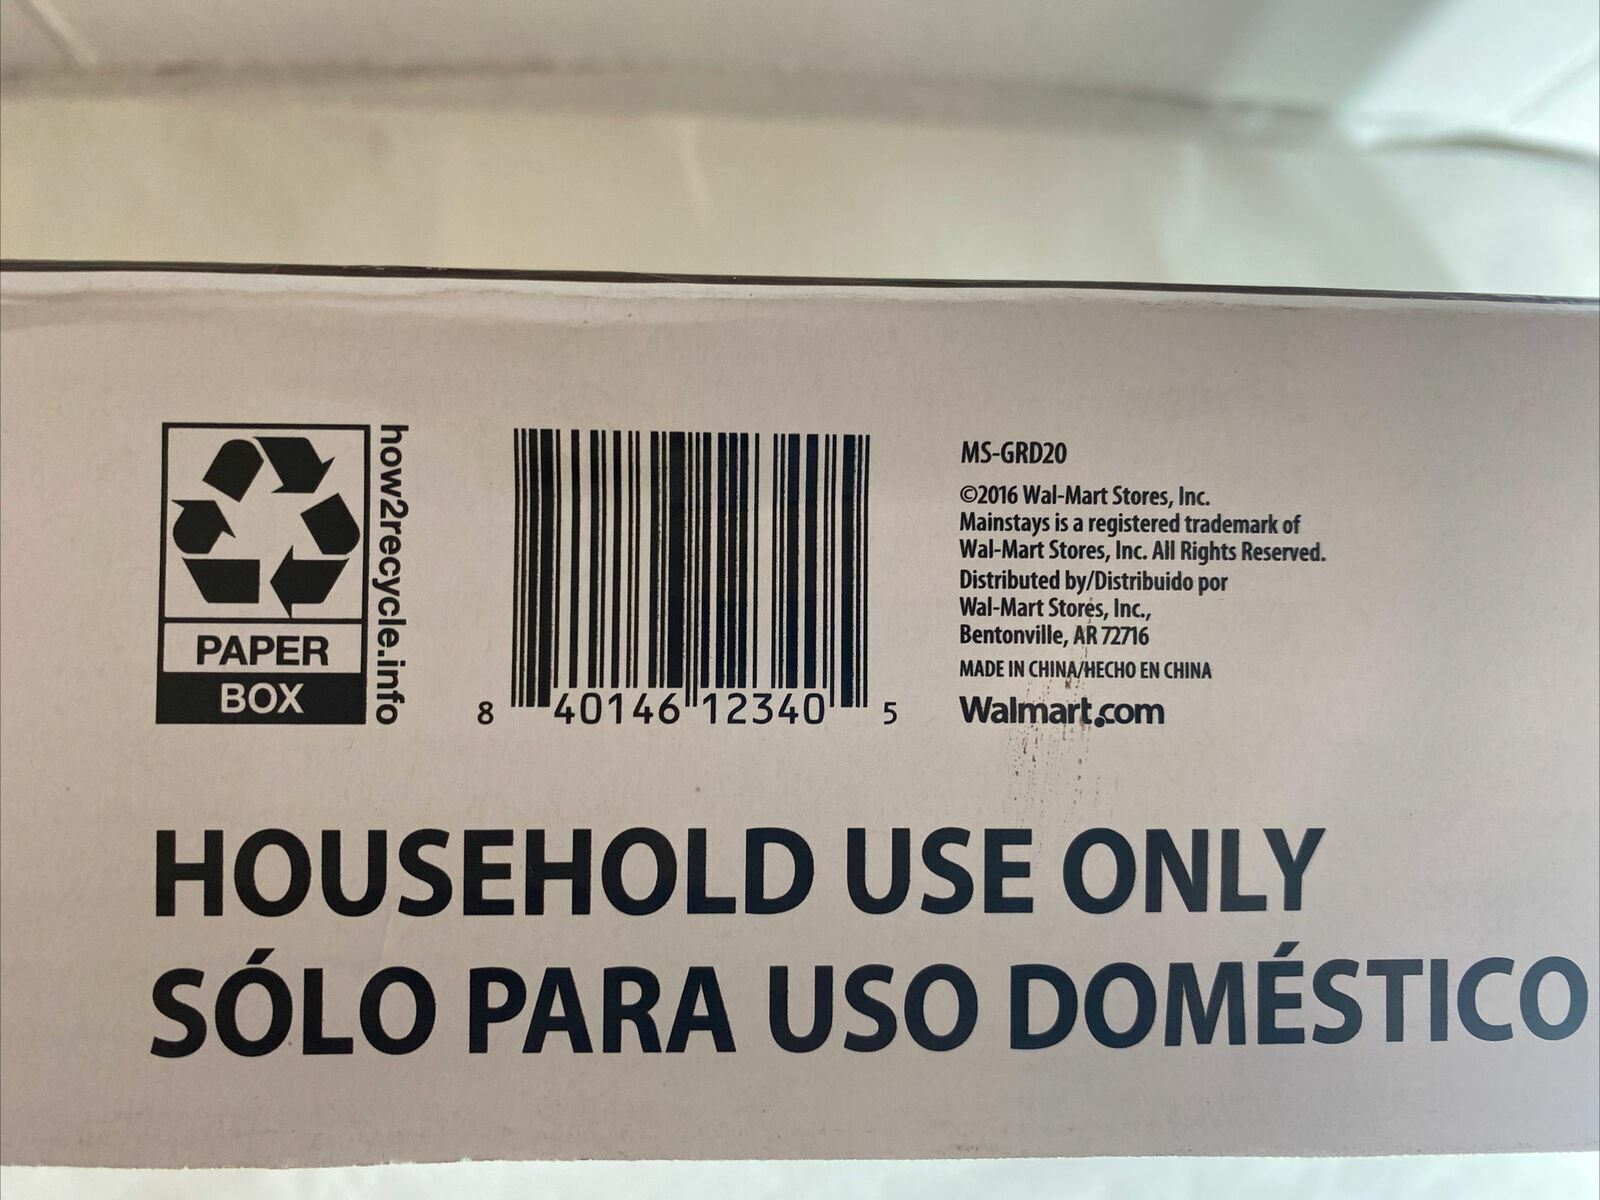 PAPER
BOX
how2recycle.info
8 40146 12340 5
MS-GRD20
©2016 Wal-Mart Stores, Inc.
Mainstays is a registered trademark of
Wal-Mart Stores, Inc. All Rights Reserved.
Distributed by/Distribuido por
Wal-Mart Stores, Inc.,
Bentonville, AR 72716
MADE IN CHINA/HECHO EN CHINA
Walmart.com
HOUSEHOLD USE ONLY
SÓLO PARA USO DOMÉSTICO